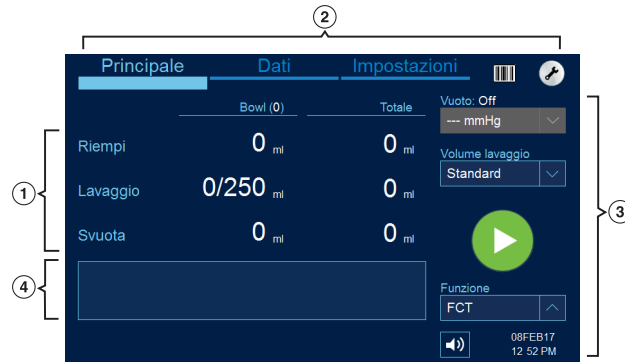 2
Principale Dati Impostazioni
Bowl (0) Totale
Vuoto: Off
--- mmHg
Riempi 0 ml 0 ml
Volume lavaggio
Standard
1
Lavaggio 0/250 ml 0 ml
3
Svuota 0 ml 0 ml
4
Funzione
FCT
08FEB17
12 52 PM